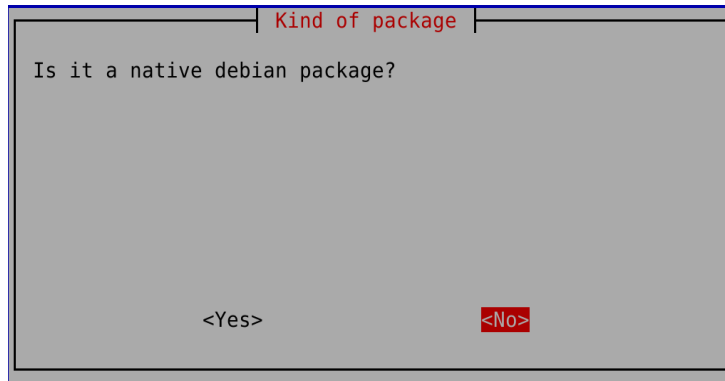 Kind of package
Is it a native debian package?
<Yes>
<No>